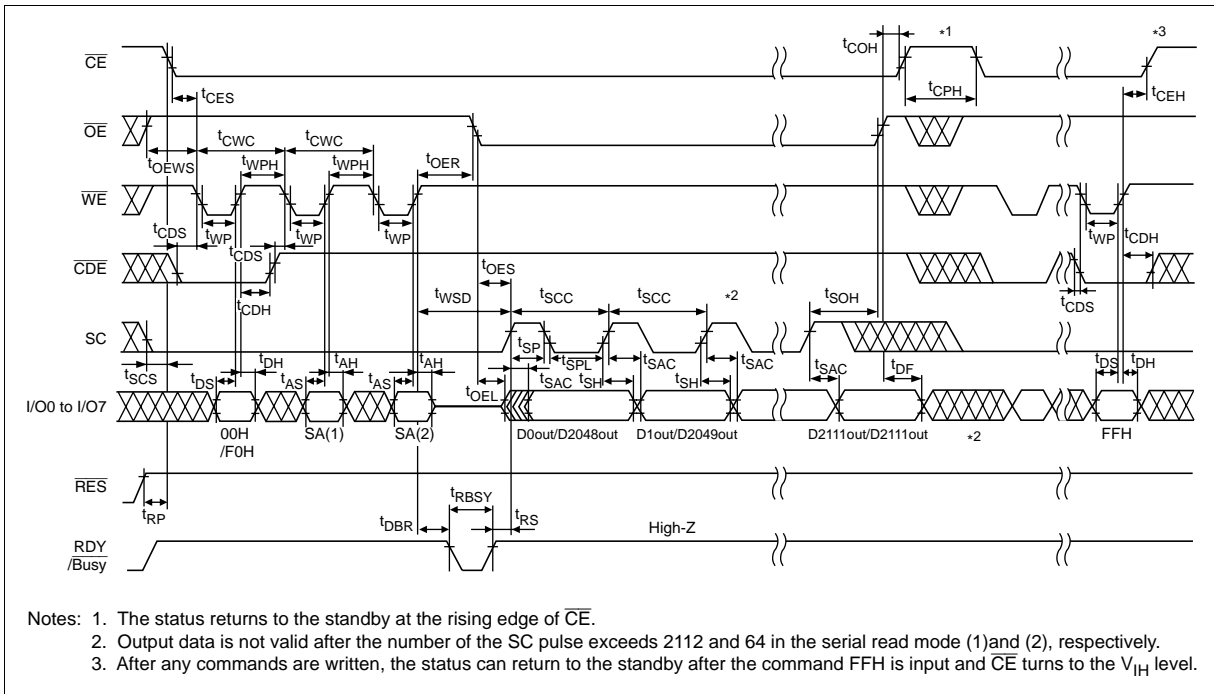 tCOH *1 *3
CE
tCES tCPH tCEH
OE
tOEWS tCWC tCWC
tWPH tWPH tOER
WE
tCDS tWP tCDS tWP tWP tWP tCDH
CDE
tCDH tOES tCDS
tWSD tSCC tSCC *2 tSOH
SC
tSP tSPL tSAC tSAC
tSCS tDS tDH tAS tAH tAS tAH tSAC tSH tSH tSAC tDF tDS tDH
tOEL
I/O0 to I/O7
00H /F0H SA(1) SA(2) D0out/D2048out D1out/D2049out D2111out/D2111out *2 FFH
RES
tRP tRBSY
tDBR tRS High-Z
RDY
/Busy
Notes: 1. The status returns to the standby at the rising edge of CE.
2. Output data is not valid after the number of the SC pulse exceeds 2112 and 64 in the serial read mode (1)and (2), respectively.
3. After any commands are written, the status can return to the standby after the command FFH is input and CE turns to the VIH level.